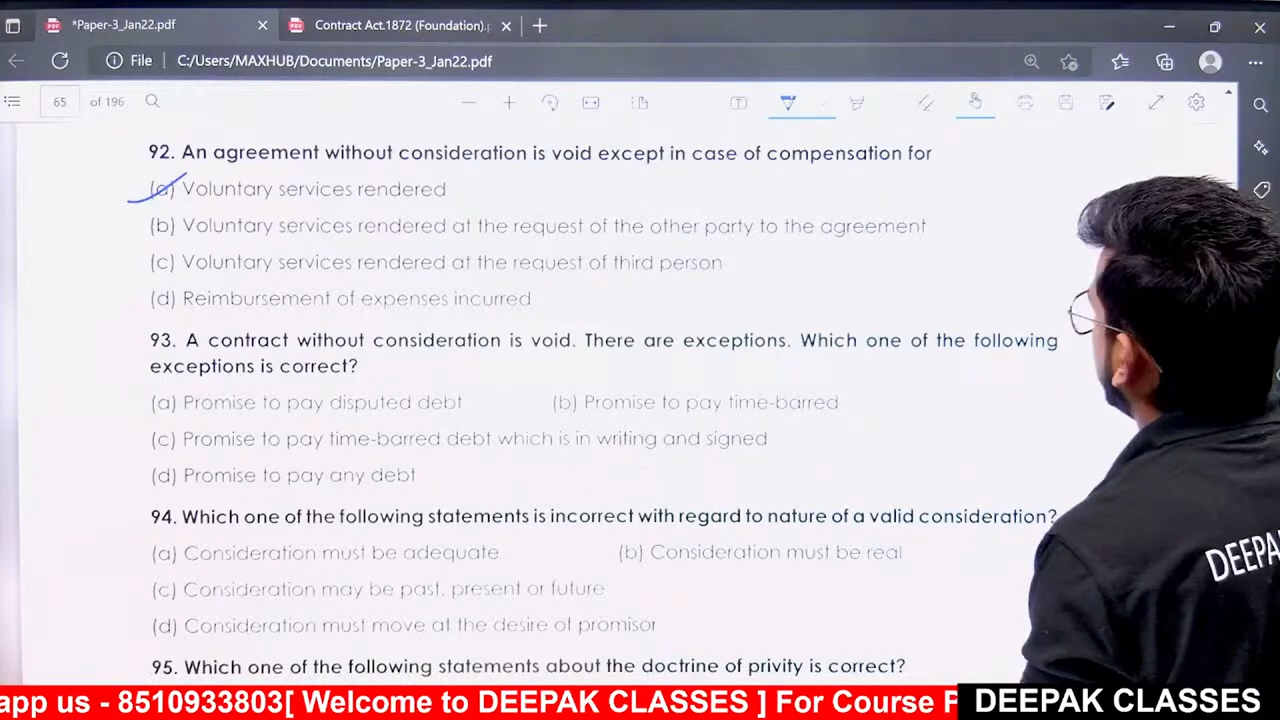 *Paper-3_Jan22.pdf
Contract Act.1872 (Foundation).
File C:/Users/MAXHUB/Documents/Paper-3_Jan22.pdf
65 of 196
92. An agreement without consideration is void except in case of compensation for
(a) Voluntary services rendered
(b) Voluntary services rendered at the request of the other party to the agreement
(c) Voluntary services rendered at the request of third person
(d) Reimbursement of expenses incurred
93. A contract without consideration is void. There are exceptions. Which one of the following
exceptions is correct?
(a) Promise to pay disputed debt (b) Promise to pay time-barred
(c) Promise to pay time-barred debt which is in writing and signed
(d) Promise to pay any debt
94. Which one of the following statements is incorrect with regard to nature of a valid consideration?
(a) Consideration must be adequate (b) Consideration must be real
(c) Consideration may be past, present or future
(d) Consideration must move at the desire of promisor
95. Which one of the following statements about the doctrine of privity is correct?
DEEPA
app us - 8510933803[ Welcome to DEEPAK CLASSES ] For Course P
DEEPAK CLASSES